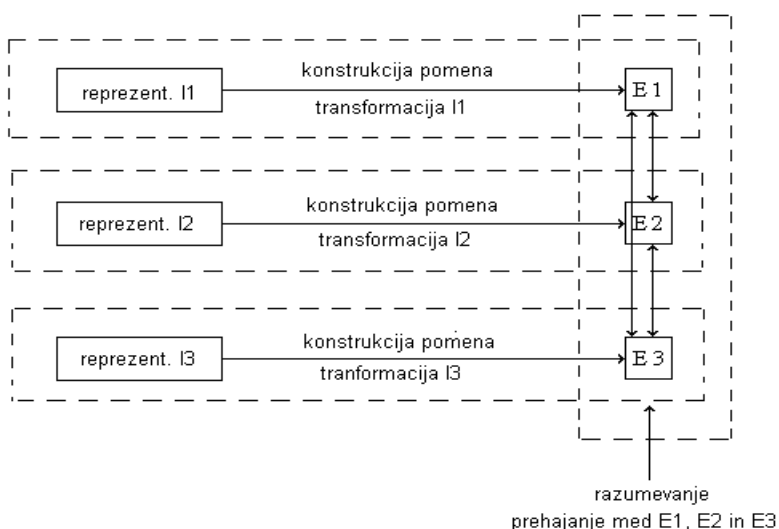 konstrukcija pomena
reprezent. I1
E1
transformacija I1
konstrukcija pomena
reprezent. I2
E2
transformacija I2
konstrukcija pomena
reprezent. I3
E3
tranformacija I3
razumevanje
prehajanje med E1, E2 in E3